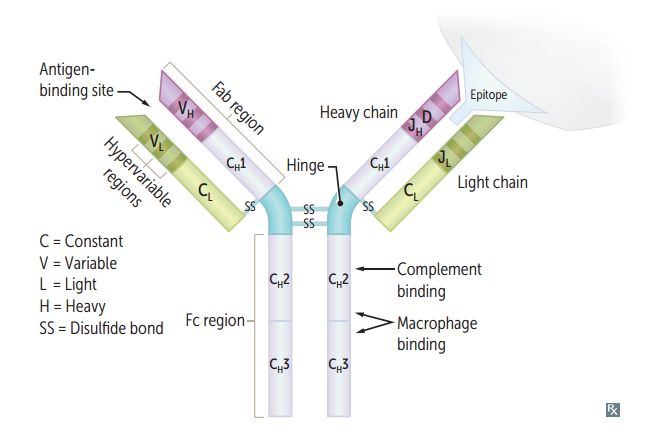 Antigen-
binding site
Fab region
VH
VL
Hypervariable
regions
CH1
CL
SS
Heavy chain
Epitope
JH D
JL
CH1
CL
Light chain
Hinge
SS
SS
SS
C = Constant
V = Variable
L = Light
H = Heavy
SS = Disulfide bond
Fc region
CH2
CH2
Complement
binding
Macrophage
binding
CH3
CH3
Rx